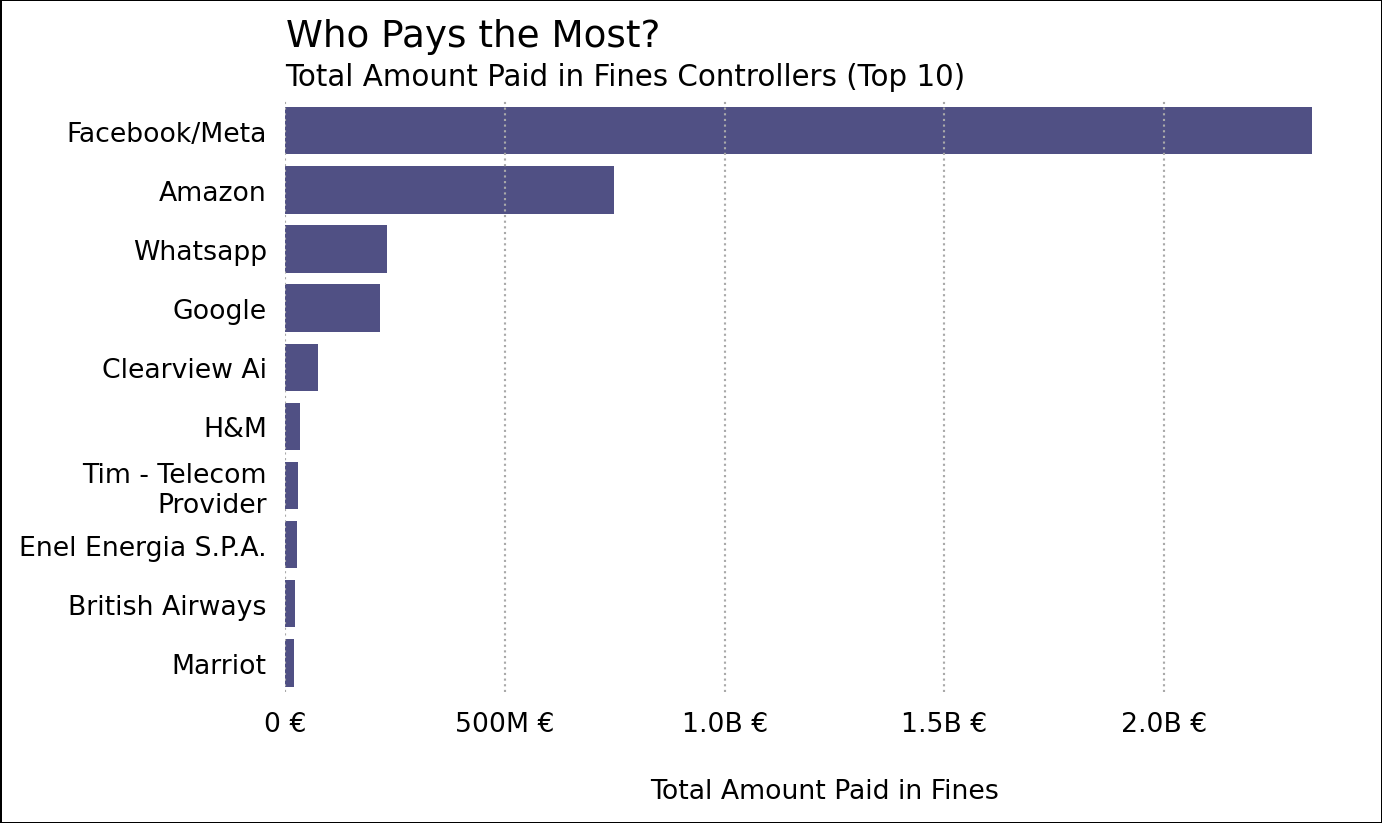 Who Pays the Most?
Total Amount Paid in Fines Controllers (Top 10)
Facebook/Meta
Amazon
Whatsapp
Google
Clearview Ai
H&M
Tim - Telecom
Provider
Enel Energia S.P.A.
British Airways
Marriot
0 € 500M € 1.0B € 1.5B € 2.0B €
Total Amount Paid in Fines